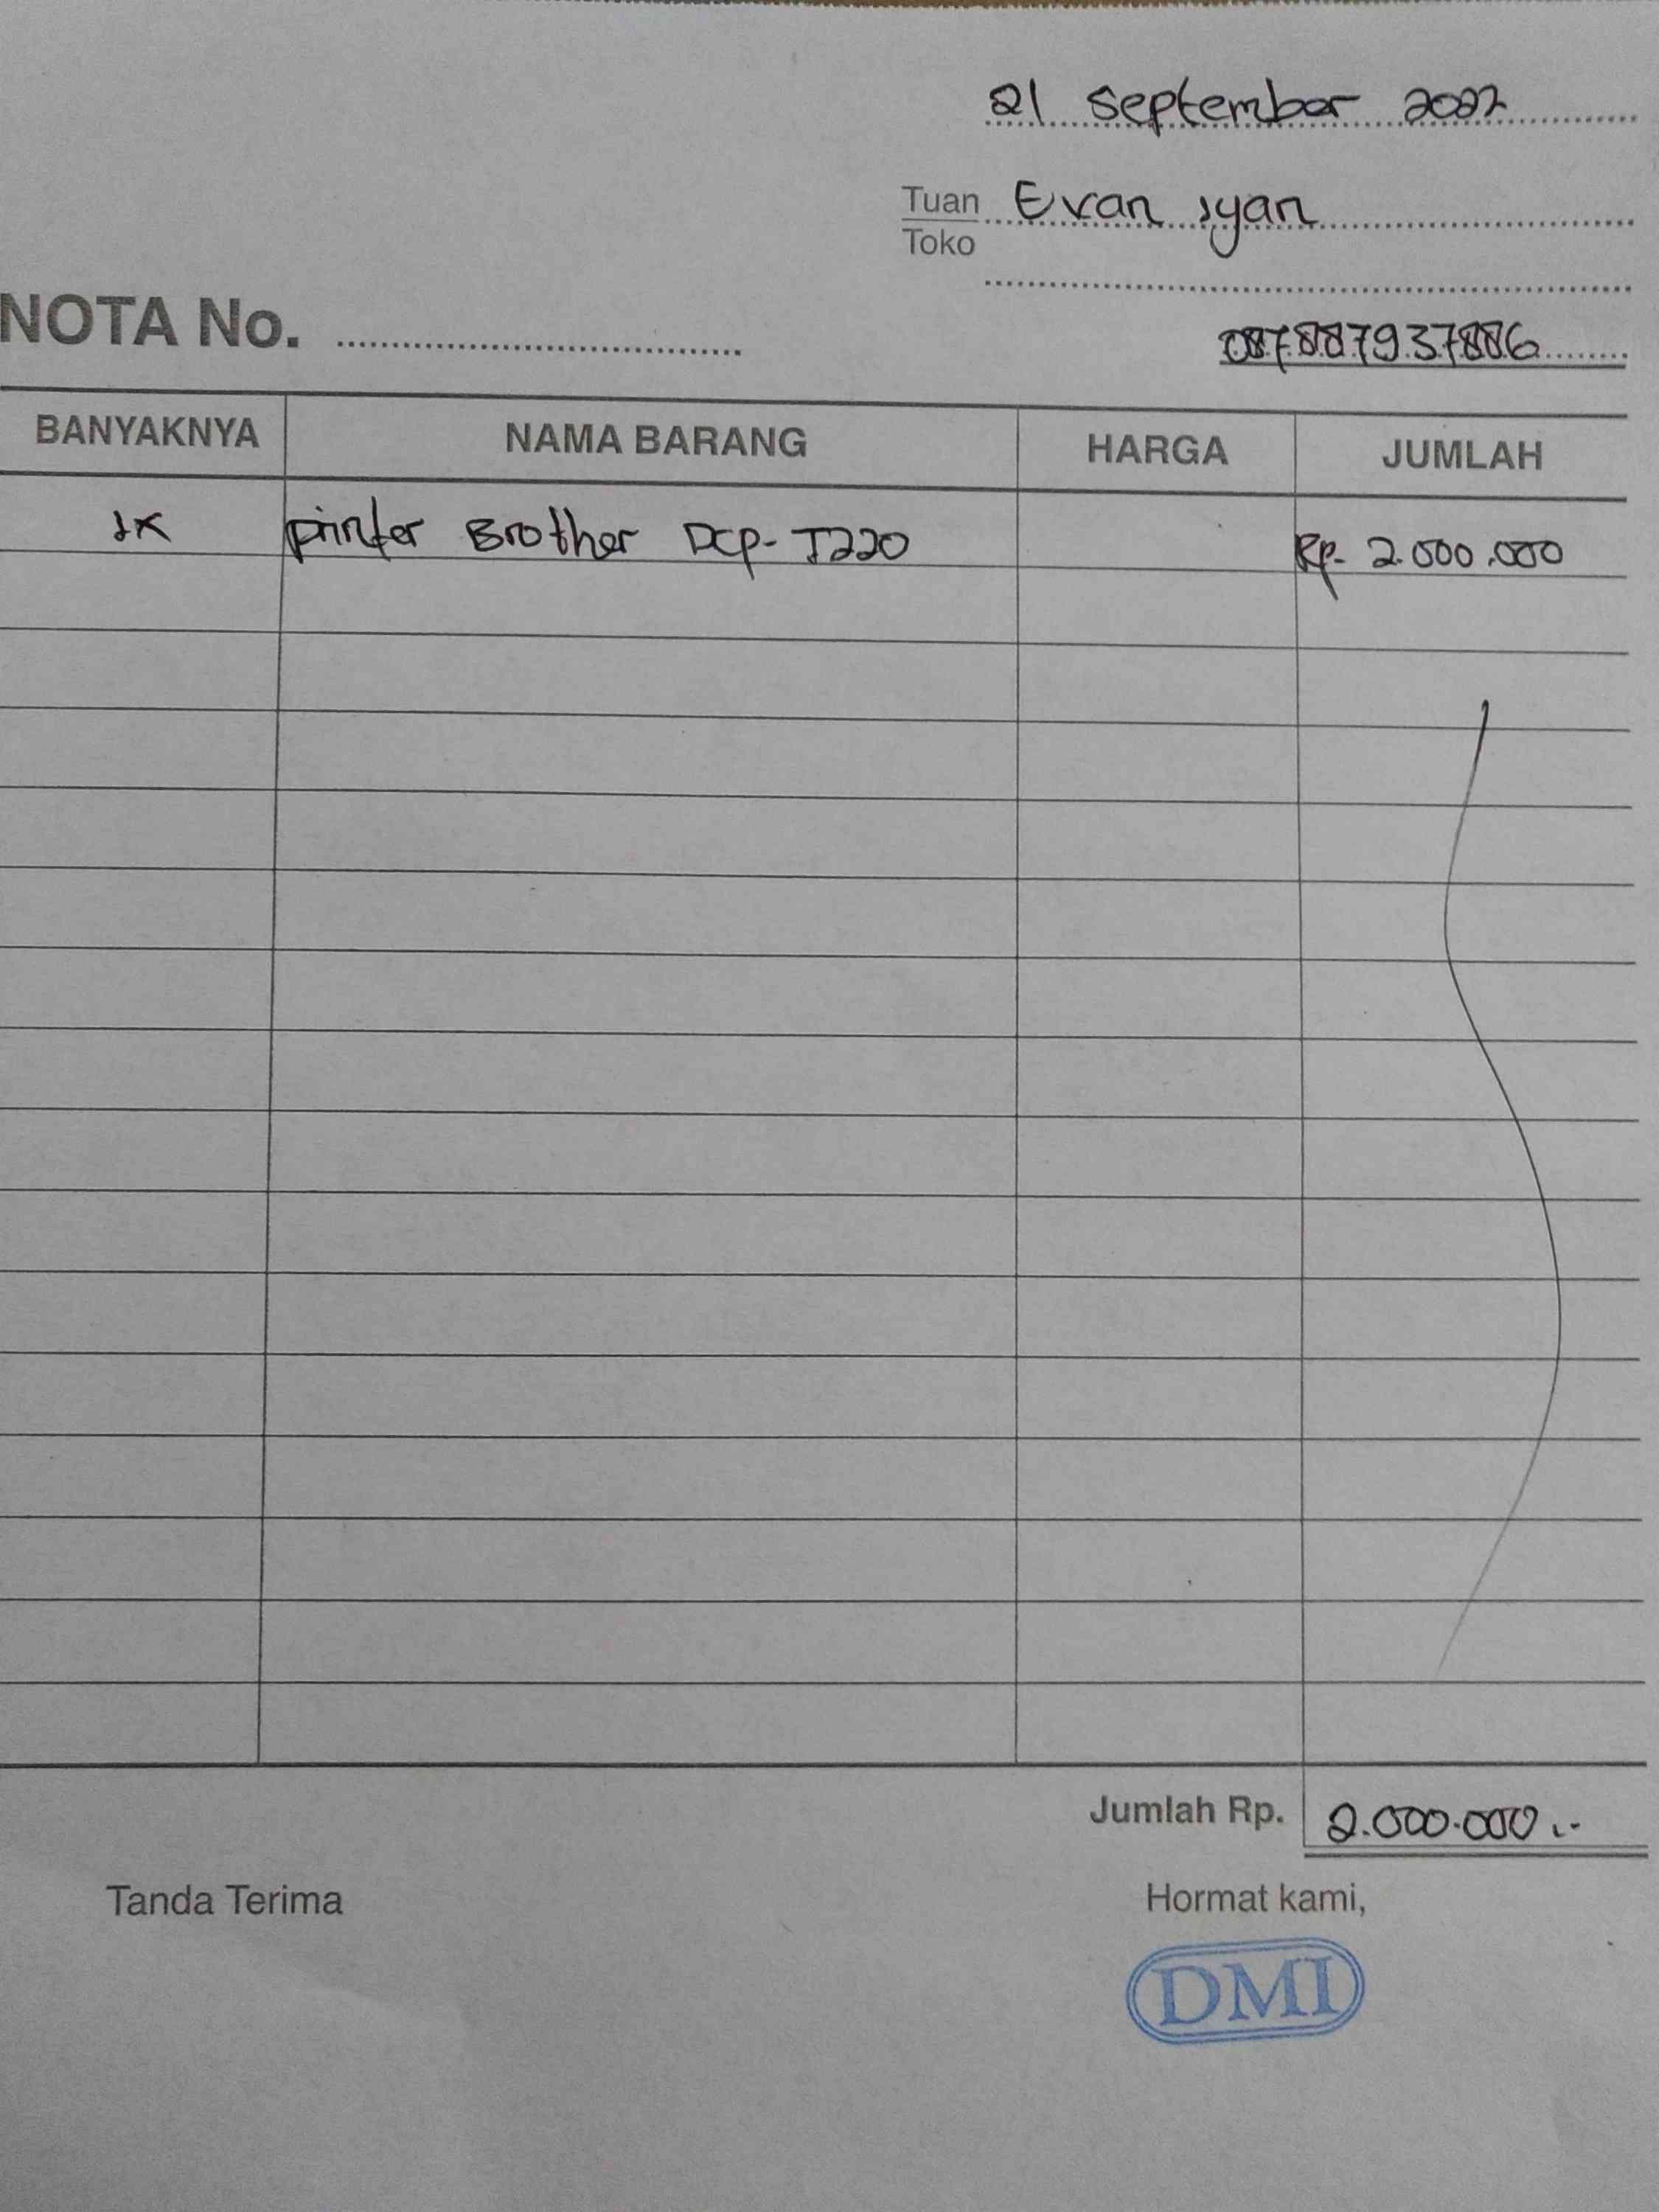 21 September 2022
Tuan Evan Iyan
Toko
NOTA No.
087887937886
BANYAKNYA NAMA BARANG HARGA JUMLAH
1x printer Brother DCP-T220 Rp. 2.000.000
Jumlah Rp. 2.000.000.-
Tanda Terima Hormat kami,
DMI